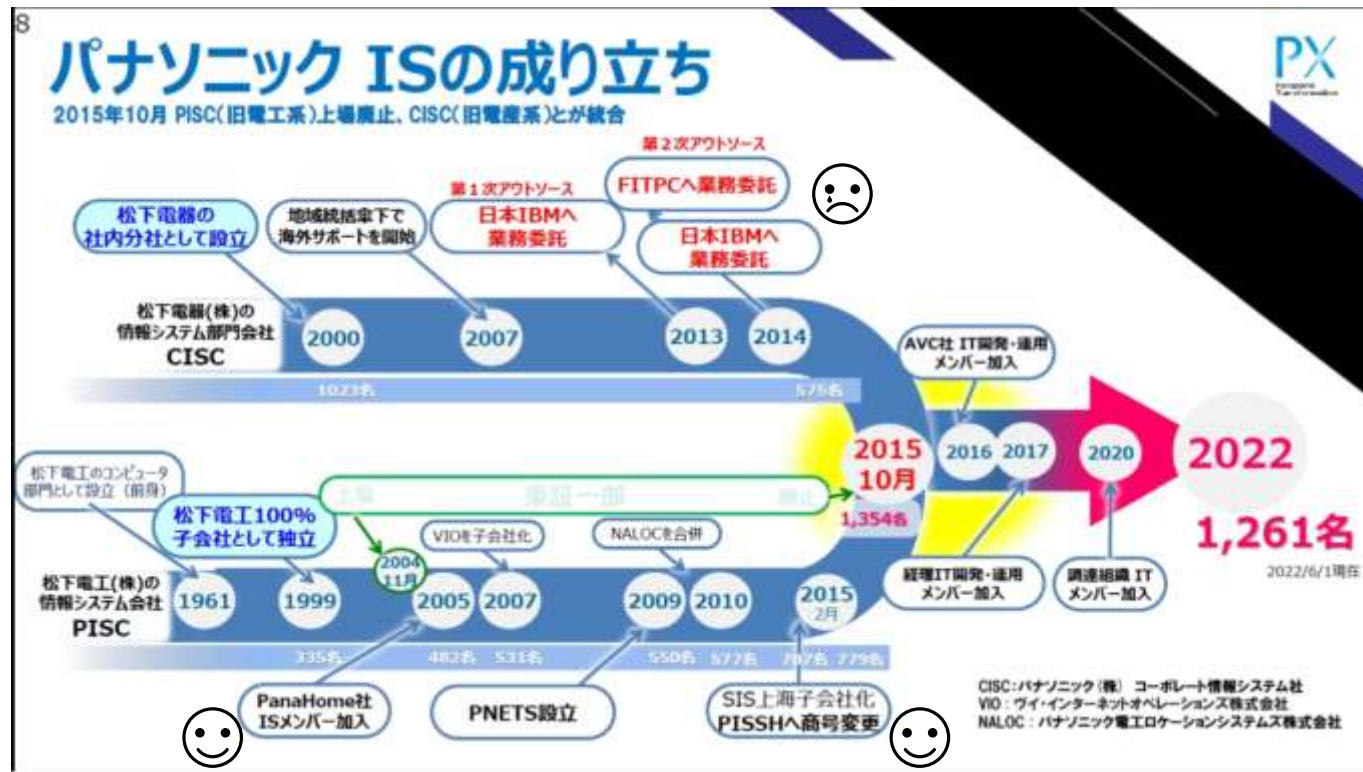 8
パナソニック ISの成り立ち
2015年10月 PISC(旧電工系)上場廃止、CISC(旧電産系)とが統合
PX
第2次アウトソース
FITPCへ業務委託
第1次アウトソース
日本IBMへ
業務委託
日本IBMへ
業務委託
松下電器の
社内分社として設立
地域統括傘下で
海外サポートを開始
松下電器(株)の
情報システム部門会社
CISC
2000
2007
2013
2014
1023名
575名
AVC社 IT開発・運用
メンバー加入
2015
10月
1,354名
2016
2017
2020
2022
1,261名
2022/6/1現在
経理IT開発・運用
メンバー加入
調達組織 IT
メンバー加入
松下電工のコンピュータ
部門として設立（前身）
松下電工100%
子会社として独立
上場
東証一部
廃止
2004
11月
VIOを子会社化
NALOCを合併
松下電工(株)の
情報システム会社
PISC
1961
1999
2005
2007
2009
2010
2015
2月
335名
482名
531名
550名
577名
779名
PanaHome社
ISメンバー加入
PNETS設立
SIS上海子会社化
PISSHへ商号変更
CISC：パナソニック（株） コーポレート情報システム社
VIO：ヴイ・インターネットオペレーションズ株式会社
NALOC：パナソニック電工ロケーションシステムズ株式会社